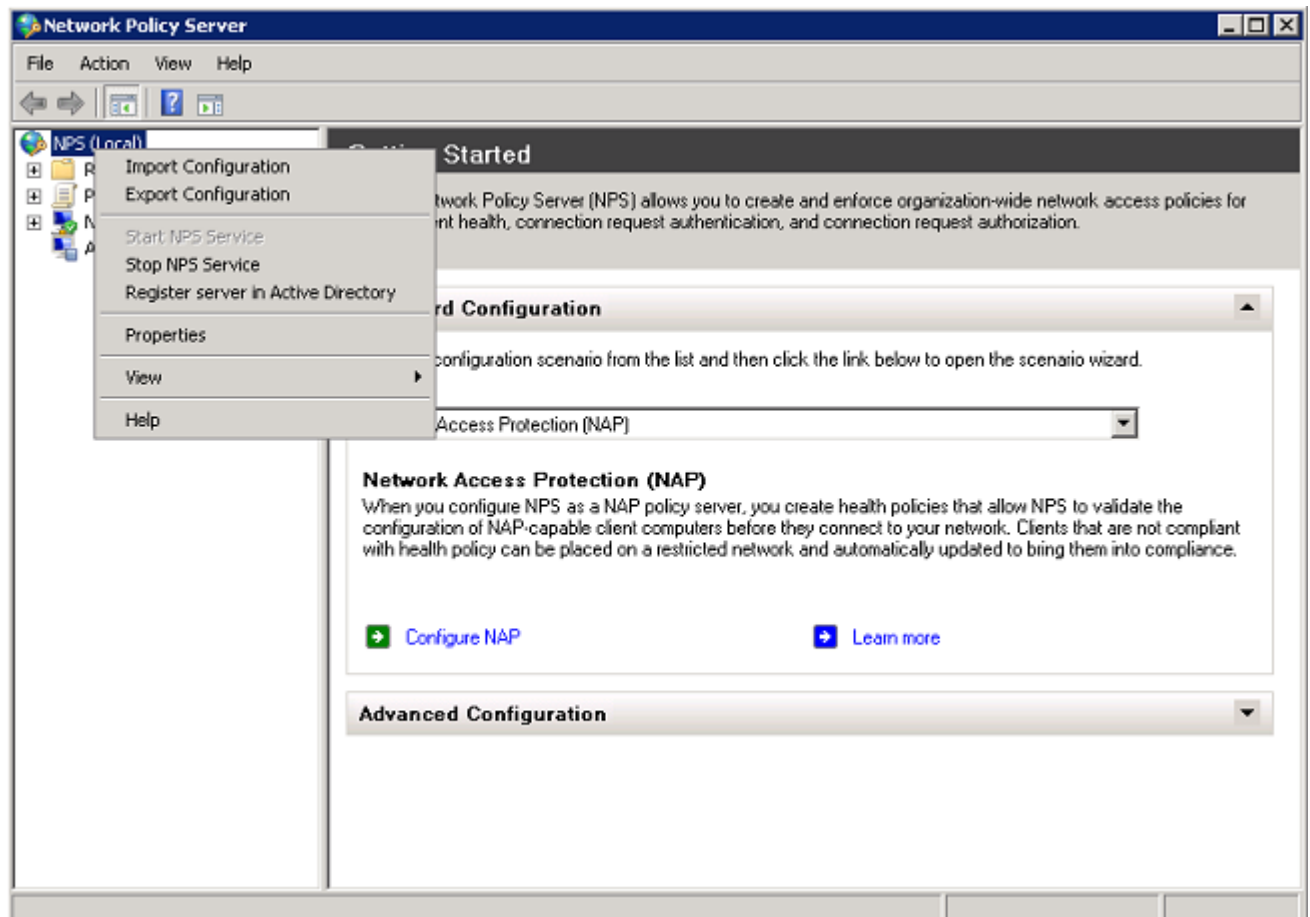 Network Policy Server
File Action View Help
NPS (Local)
R
P
N
A
Import Configuration
Export Configuration
Start NPS Service
Stop NPS Service
Register server in Active Directory
Properties
View
Help
Started
twork Policy Server (NPS) allows you to create and enforce organization-wide network access policies for
ent health, connection request authentication, and connection request authorization.
rd Configuration
configuration scenario from the list and then click the link below to open the scenario wizard.
Access Protection (NAP)
Network Access Protection (NAP)
When you configure NPS as a NAP policy server, you create health policies that allow NPS to validate the
configuration of NAP-capable client computers before they connect to your network. Clients that are not compliant
with health policy can be placed on a restricted network and automatically updated to bring them into compliance.
Configure NAP
Learn more
Advanced Configuration